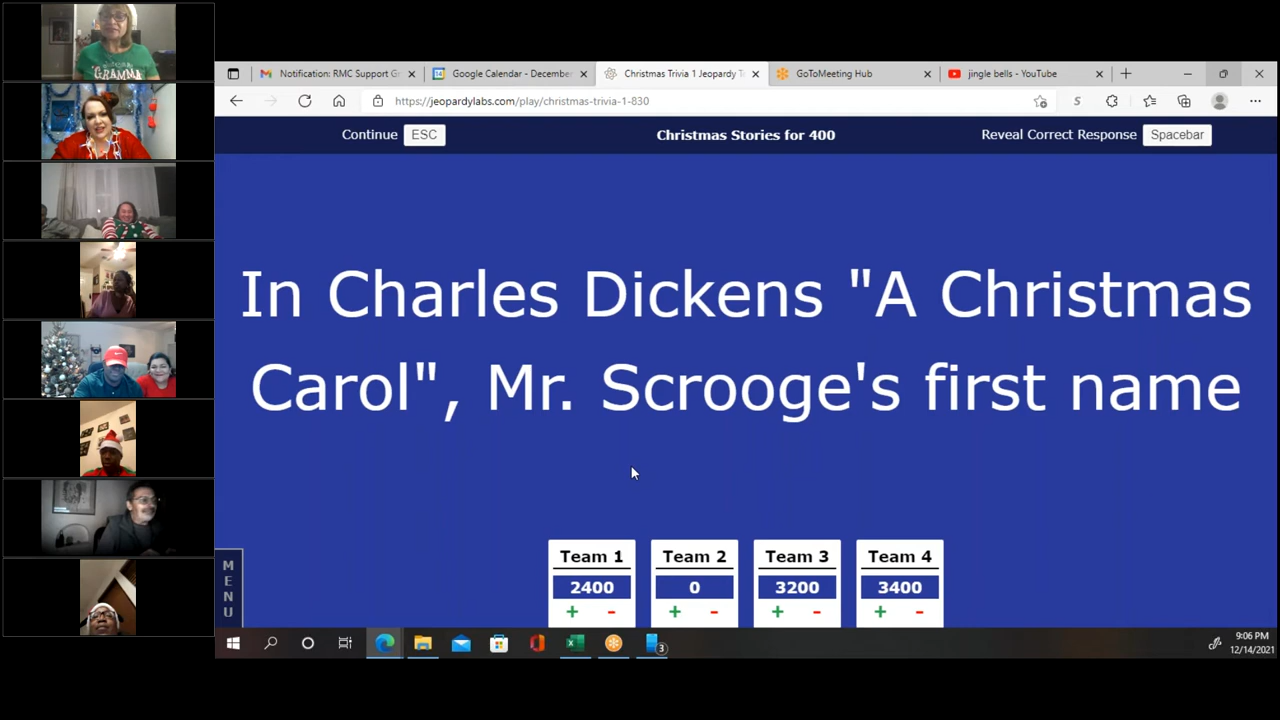 GRAMMA
Notification: RMC Support G
Google Calendar - December
Christmas Trivia 1 Jeopardy T
GoToMeeting Hub
jingle bells - YouTube
https://jeopardylabs.com/play/christmas-trivia-1-830
Continue ESC
Christmas Stories for 400
Reveal Correct Response Spacebar
In Charles Dickens "A Christmas
Carol", Mr. Scrooge's first name
MENU
Team 1 Team 2 Team 3 Team 4
2400 0 3200 3400
+ - + - + - + -
3
9:06 PM
12/14/2021